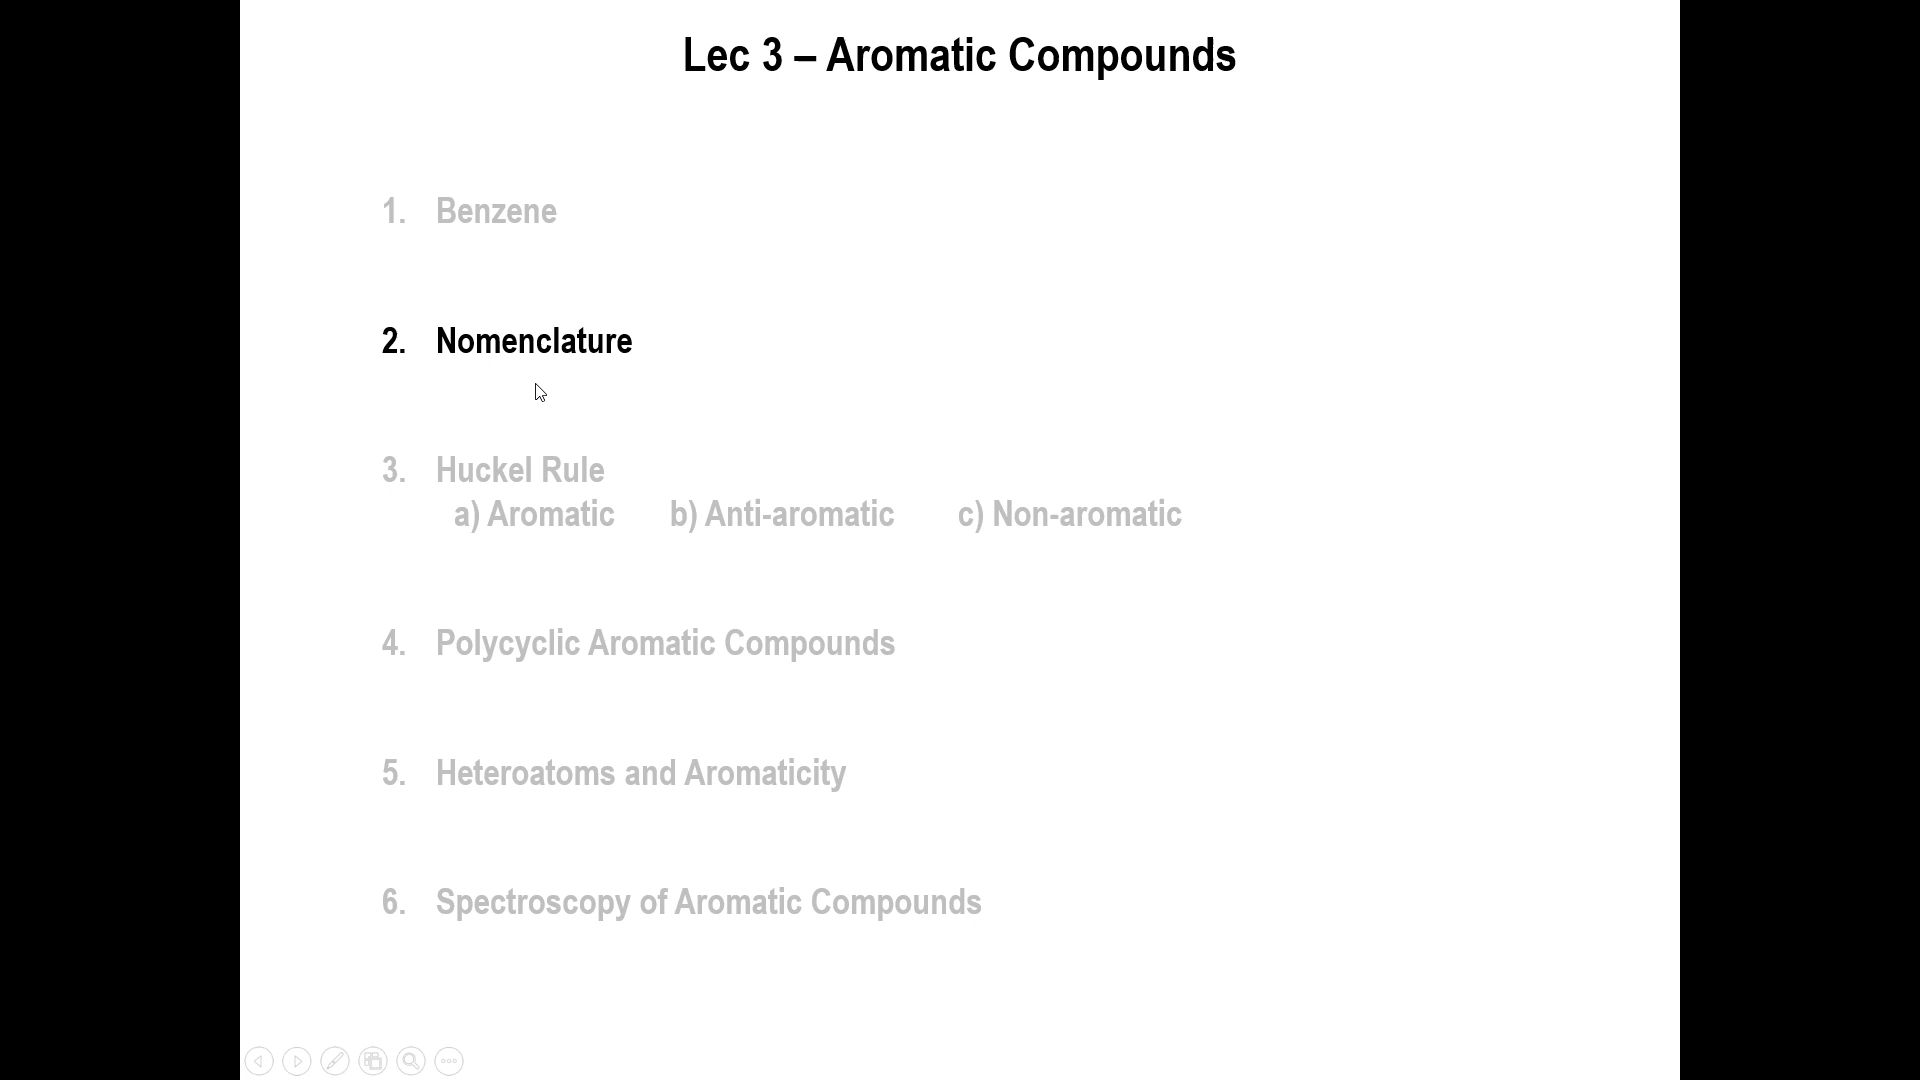 Lec 3 – Aromatic Compounds
1. Benzene
2. Nomenclature
3. Huckel Rule
a) Aromatic b) Anti-aromatic c) Non-aromatic
4. Polycyclic Aromatic Compounds
5. Heteroatoms and Aromaticity
6. Spectroscopy of Aromatic Compounds